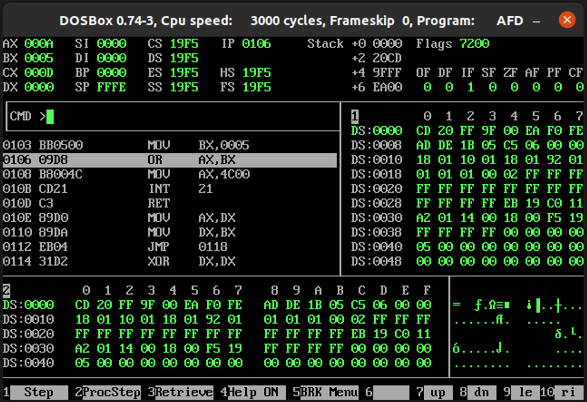 DOSBox 0.74-3, Cpu speed: 3000 cycles, Frameskip 0, Program: AFD
AX 000A SI 0000 CS 19F5 IP 0106 Stack +0 0000 Flags 7200
BX 0005 DI 0000 DS 19F5 +2 20CD
CX 000D BP 0000 ES 19F5 HS 19F5 +4 9FFF OF DF IF SF ZF AF PF CF
DX 0000 SP FFFE SS 19F5 FS 19F5 +6 EA00 0 0 1 0 0 0 0 0
CMD >
0103 BB0500 MOV BX,0005
0106 09D8 OR AX,BX
0108 B8004C MOV AX,4C00
010B CD21 INT 21
010D C3 RET
010E 89D0 MOV AX,DX
0110 89DA MOV DX,BX
0112 EB04 JMP 0118
0114 31D2 XOR DX,DX
1 0 1 2 3 4 5 6 7
DS:0000 CD 20 FF 9F 00 EA F0 FE
DS:0008 AD DE 1B 05 C5 06 00 00
DS:0010 18 01 10 01 18 01 92 01
DS:0018 01 01 01 00 02 FF FF FF
DS:0020 FF FF FF FF FF FF FF FF
DS:0028 FF FF FF FF EB 19 C0 11
DS:0030 A2 01 14 00 18 00 F5 19
DS:0038 FF FF FF FF 00 00 00 00
DS:0040 05 00 00 00 00 00 00 00
DS:0048 00 00 00 00 00 00 00 00
2 0 1 2 3 4 5 6 7 8 9 A B C D E F
DS:0000 CD 20 FF 9F 00 EA F0 FE AD DE 1B 05 C5 06 00 00
DS:0010 18 01 10 01 18 01 92 01 01 01 01 00 02 FF FF FF
DS:0020 FF FF FF FF FF FF FF FF FF FF FF FF EB 19 C0 11
DS:0030 A2 01 14 00 18 00 F5 19 FF FF FF FF 00 00 00 00
DS:0040 05 00 00 00 00 00 00 00 00 00 00 00 00 00 00 00
1 Step 2ProcStep 3Retrieve 4Help ON 5BRK Menu 6 7 up 8 dn 9 le 10 ri